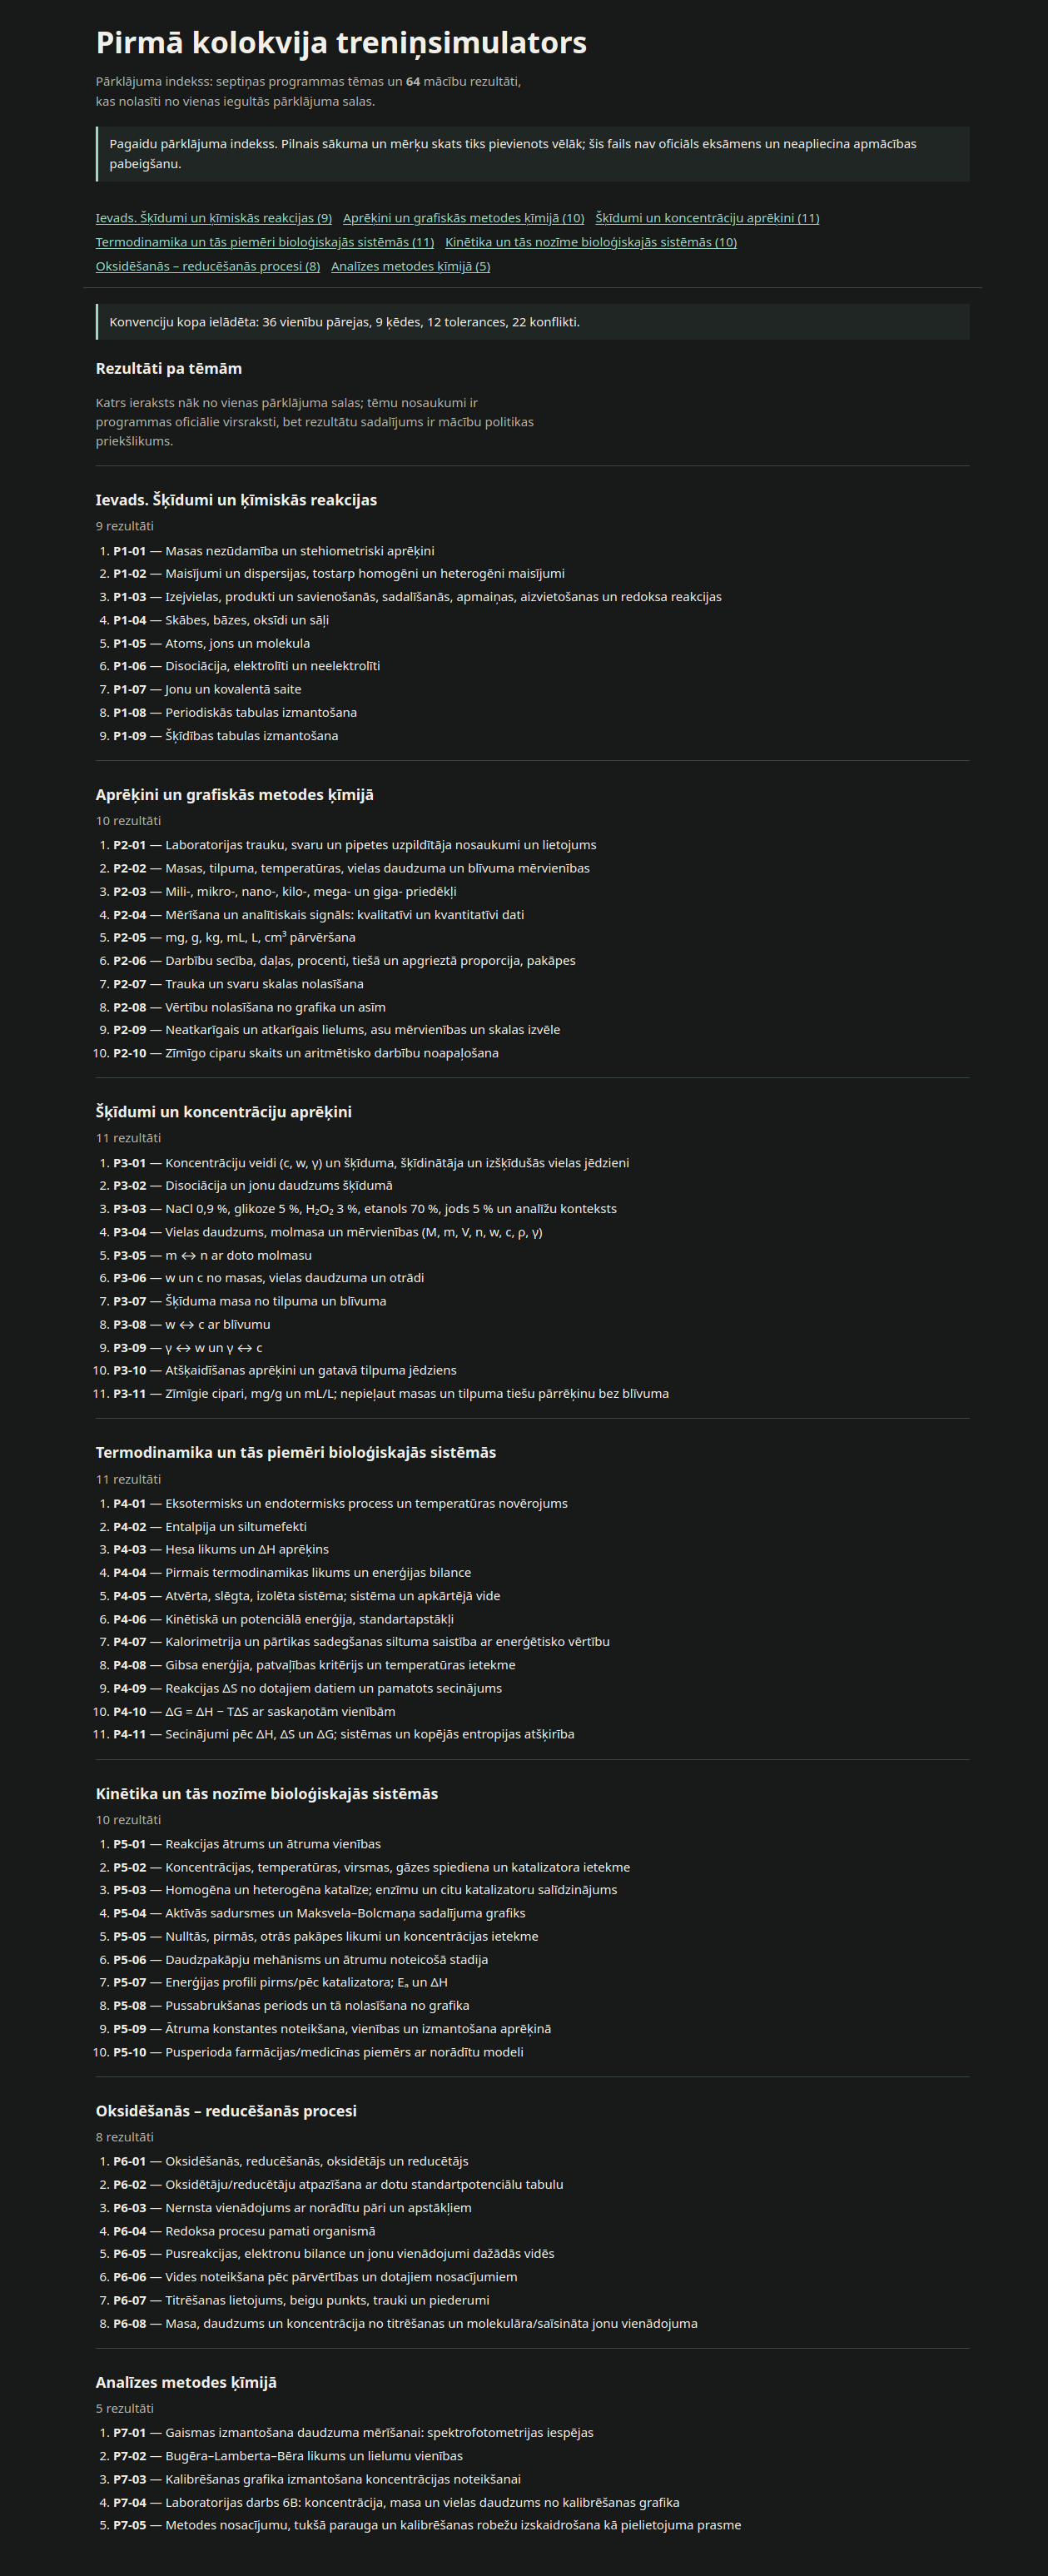 Pirmā kolokvija treniņsimulators
Pārklājuma indekss: septiņas programmas tēmas un 64 mācību rezultāti,
kas nolasīti no vienas iegultās pārklājuma salas.
Pagaidu pārklājuma indekss. Pilnais sākuma un mērķu skats tiks pievienots vēlāk; šis fails nav oficiāls eksāmens un neapliecina apmācības
pabeigšanu.
Ievads. Šķīdumi un ķīmiskās reakcijas (9) Aprēķini un grafiskās metodes ķīmijā (10) Šķīdumi un koncentrāciju aprēķini (11)
Termodinamika un tās piemēri bioloģiskajās sistēmās (11) Kinētika un tās nozīme bioloģiskajās sistēmās (10)
Oksidēšanās – reducēšanās procesi (8) Analīzes metodes ķīmijā (5)
Konvenciju kopa ielādēta: 36 vienību pārejas, 9 ķēdes, 12 tolerances, 22 konflikti.
Rezultāti pa tēmām
Katrs ieraksts nāk no vienas pārklājuma salas; tēmu nosaukumi ir
programmas oficiālie virsraksti, bet rezultātu sadalījums ir mācību politikas
priekšlikums.
Ievads. Šķīdumi un ķīmiskās reakcijas
9 rezultāti
1. P1-01 — Masas nezūdamība un stehiometriski aprēķini
2. P1-02 — Maisījumi un dispersijas, tostarp homogēni un heterogēni maisījumi
3. P1-03 — Izejvielas, produkti un savienošanās, sadalīšanās, apmaiņas, aizvietošanas un redoksa reakcijas
4. P1-04 — Skābes, bāzes, oksīdi un sāļi
5. P1-05 — Atoms, jons un molekula
6. P1-06 — Disociācija, elektrolīti un neelektrolīti
7. P1-07 — Jonu un kovalentā saite
8. P1-08 — Periodiskās tabulas izmantošana
9. P1-09 — Šķīdības tabulas izmantošana
Aprēķini un grafiskās metodes ķīmijā
10 rezultāti
1. P2-01 — Laboratorijas trauku, svaru un pipetes uzpildītāja nosaukumi un lietojums
2. P2-02 — Masas, tilpuma, temperatūras, vielas daudzuma un blīvuma mērvienības
3. P2-03 — Mili-, mikro-, nano-, kilo-, mega- un giga- priedēkļi
4. P2-04 — Mērīšana un analītiskais signāls: kvalitatīvi un kvantitatīvi dati
5. P2-05 — mg, g, kg, mL, L, cm³ pārvēršana
6. P2-06 — Darbību secība, daļas, procenti, tiešā un apgrieztā proporcija, pakāpes
7. P2-07 — Trauka un svaru skalas nolasīšana
8. P2-08 — Vērtību nolasīšana no grafika un asīm
9. P2-09 — Neatkarīgais un atkarīgais lielums, asu mērvienības un skalas izvēle
10. P2-10 — Zīmīgo ciparu skaits un aritmētisko darbību noapaļošana
Šķīdumi un koncentrāciju aprēķini
11 rezultāti
1. P3-01 — Koncentrāciju veidi (c, w, γ) un šķīduma, šķīdinātāja un izšķīdušās vielas jēdzieni
2. P3-02 — Disociācija un jonu daudzums šķīdumā
3. P3-03 — NaCl 0,9 %, glikoze 5 %, H₂O₂ 3 %, etanols 70 %, jods 5 % un analīžu konteksts
4. P3-04 — Vielas daudzums, molmasa un mērvienības (M, m, V, n, w, c, ρ, γ)
5. P3-05 — m ↔ n ar doto molmasu
6. P3-06 — w un c no masas, vielas daudzuma un otrādi
7. P3-07 — Šķīduma masa no tilpuma un blīvuma
8. P3-08 — w ↔ c ar blīvumu
9. P3-09 — γ ↔ w un γ ↔ c
10. P3-10 — Atšķaidīšanas aprēķini un gatavā tilpuma jēdziens
11. P3-11 — Zīmīgie cipari, mg/g un mL/L; nepieļaut masas un tilpuma tiešu pārrēķinu bez blīvuma
Termodinamika un tās piemēri bioloģiskajās sistēmās
11 rezultāti
1. P4-01 — Eksotermisks un endotermisks process un temperatūras novērojums
2. P4-02 — Entalpija un siltumefekti
3. P4-03 — Hesa likums un ΔH aprēķins
4. P4-04 — Pirmais termodinamikas likums un enerģijas bilance
5. P4-05 — Atvērta, slēgta, izolēta sistēma; sistēma un apkārtējā vide
6. P4-06 — Kinētiskā un potenciālā enerģija, standartapstākļi
7. P4-07 — Kalorimetrija un pārtikas sadegšanas siltuma saistība ar enerģētisko vērtību
8. P4-08 — Gibsa enerģija, patvaļības kritērijs un temperatūras ietekme
9. P4-09 — Reakcijas ΔS no dotajiem datiem un pamatots secinājums
10. P4-10 — ΔG = ΔH − TΔS ar saskaņotām vienībām
11. P4-11 — Secinājumi pēc ΔH, ΔS un ΔG; sistēmas un kopējās entropijas atšķirība
Kinētika un tās nozīme bioloģiskajās sistēmās
10 rezultāti
1. P5-01 — Reakcijas ātrums un ātruma vienības
2. P5-02 — Koncentrācijas, temperatūras, virsmas, gāzes spiediena un katalizatora ietekme
3. P5-03 — Homogēna un heterogēna katalīze; enzīmu un citu katalizatoru salīdzinājums
4. P5-04 — Aktīvās sadursmes un Maksvela–Bolcmaņa sadalījuma grafiks
5. P5-05 — Nulltās, pirmās, otrās pakāpes likumi un koncentrācijas ietekme
6. P5-06 — Daudzpakāpju mehānisms un ātrumu noteicošā stadija
7. P5-07 — Enerģijas profili pirms/pēc katalizatora; Eₐ un ΔH
8. P5-08 — Pussabrukšanas periods un tā nolasīšana no grafika
9. P5-09 — Ātruma konstantes noteikšana, vienības un izmantošana aprēķinā
10. P5-10 — Pusperioda farmācijas/medicīnas piemērs ar norādītu modeli
Oksidēšanās – reducēšanās procesi
8 rezultāti
1. P6-01 — Oksidēšanās, reducēšanās, oksidētājs un reducētājs
2. P6-02 — Oksidētāju/reducētāju atpazīšana ar dotu standartpotenciālu tabulu
3. P6-03 — Nernsta vienādojums ar norādītu pāri un apstākļiem
4. P6-04 — Redoksa procesu pamati organismā
5. P6-05 — Pusreakcijas, elektronu bilance un jonu vienādojumi dažādās vidēs
6. P6-06 — Vides noteikšana pēc pārvērtības un dotajiem nosacījumiem
7. P6-07 — Titrēšanas lietojums, beigu punkts, trauki un piederumi
8. P6-08 — Masa, daudzums un koncentrācija no titrēšanas un molekulāra/saīsināta jonu vienādojuma
Analīzes metodes ķīmijā
5 rezultāti
1. P7-01 — Gaismas izmantošana daudzuma mērīšanai: spektrofotometrijas iespējas
2. P7-02 — Bugēra–Lamberta–Bēra likums un lielumu vienības
3. P7-03 — Kalibrēšanas grafika izmantošana koncentrācijas noteikšanai
4. P7-04 — Laboratorijas darbs 6B: koncentrācija, masa un vielas daudzums no kalibrēšanas grafika
5. P7-05 — Metodes nosacījumu, tukšā parauga un kalibrēšanas robežu izskaidrošana kā pielietojuma prasme